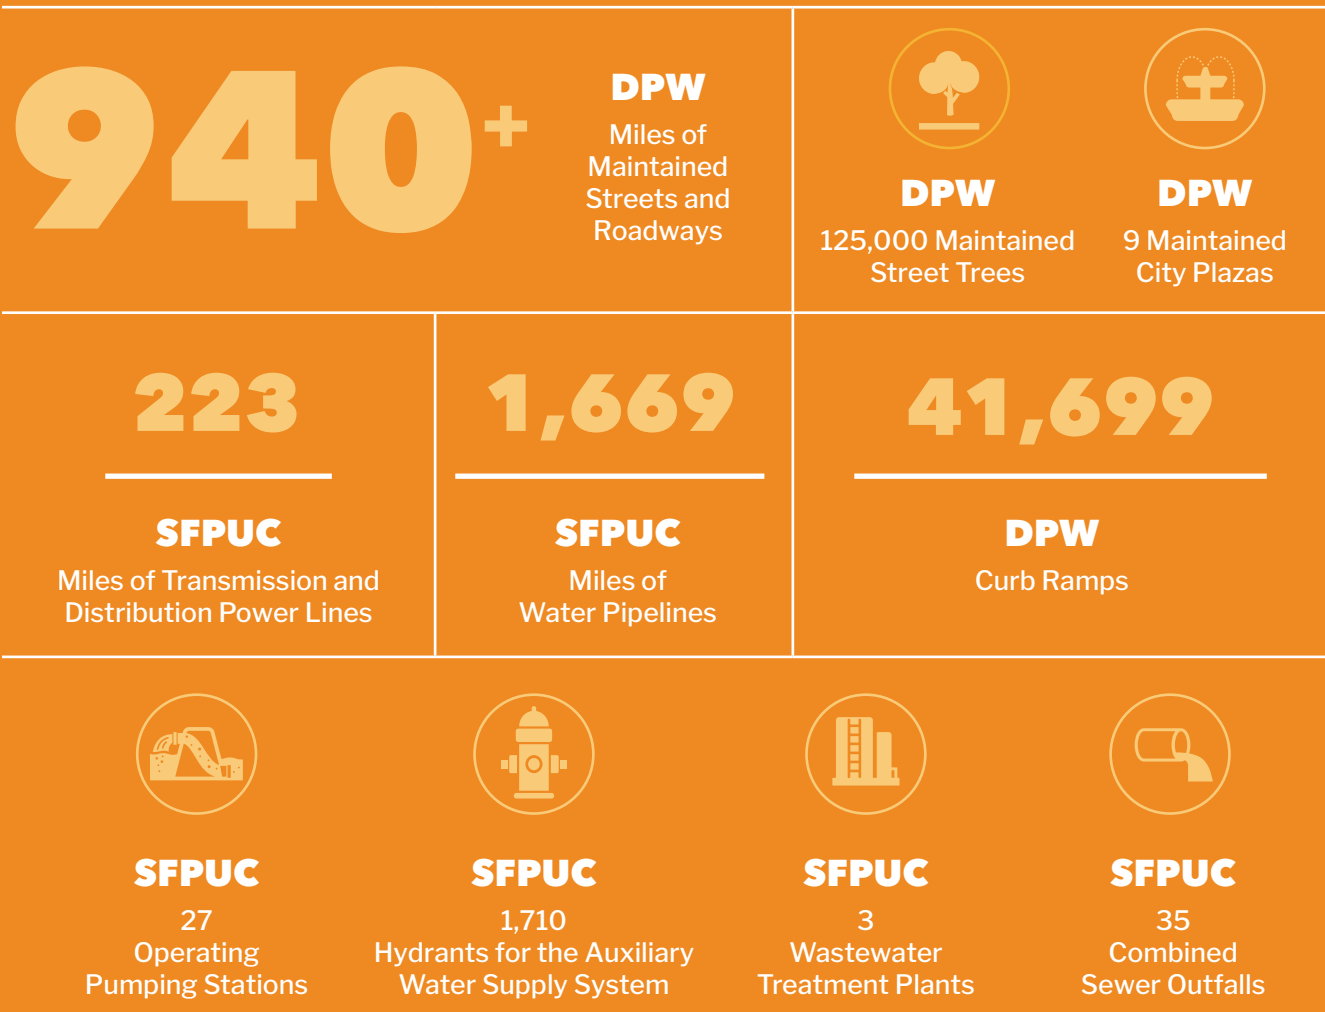 940+
DPW
Miles of
Maintained
Streets and
Roadways
DPW
125,000 Maintained
Street Trees
DPW
9 Maintained
City Plazas
223
SFPUC
Miles of Transmission and
Distribution Power Lines
1,669
SFPUC
Miles of
Water Pipelines
41,699
DPW
Curb Ramps
SFPUC
27
Operating
Pumping Stations
SFPUC
1,710
Hydrants for the Auxiliary
Water Supply System
SFPUC
3
Wastewater
Treatment Plants
SFPUC
35
Combined
Sewer Outfalls